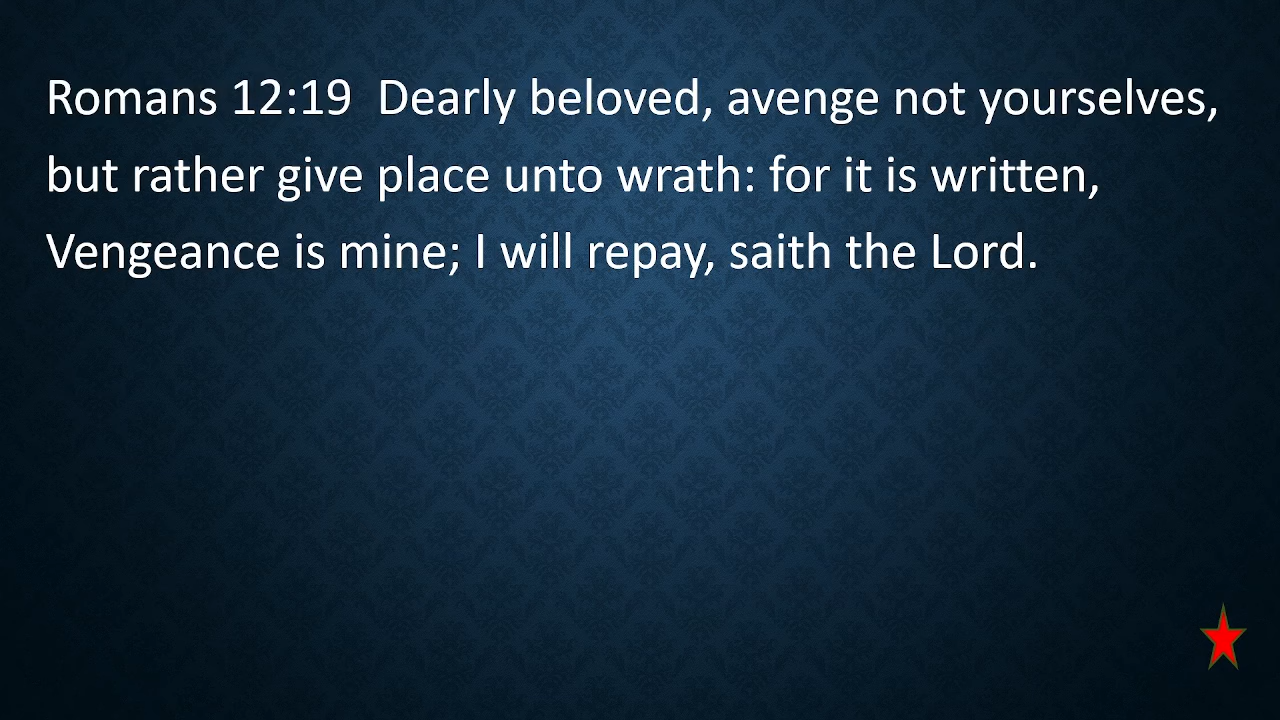 Romans 12:19  Dearly beloved, avenge not yourselves,
but rather give place unto wrath: for it is written,
Vengeance is mine; I will repay, saith the Lord.